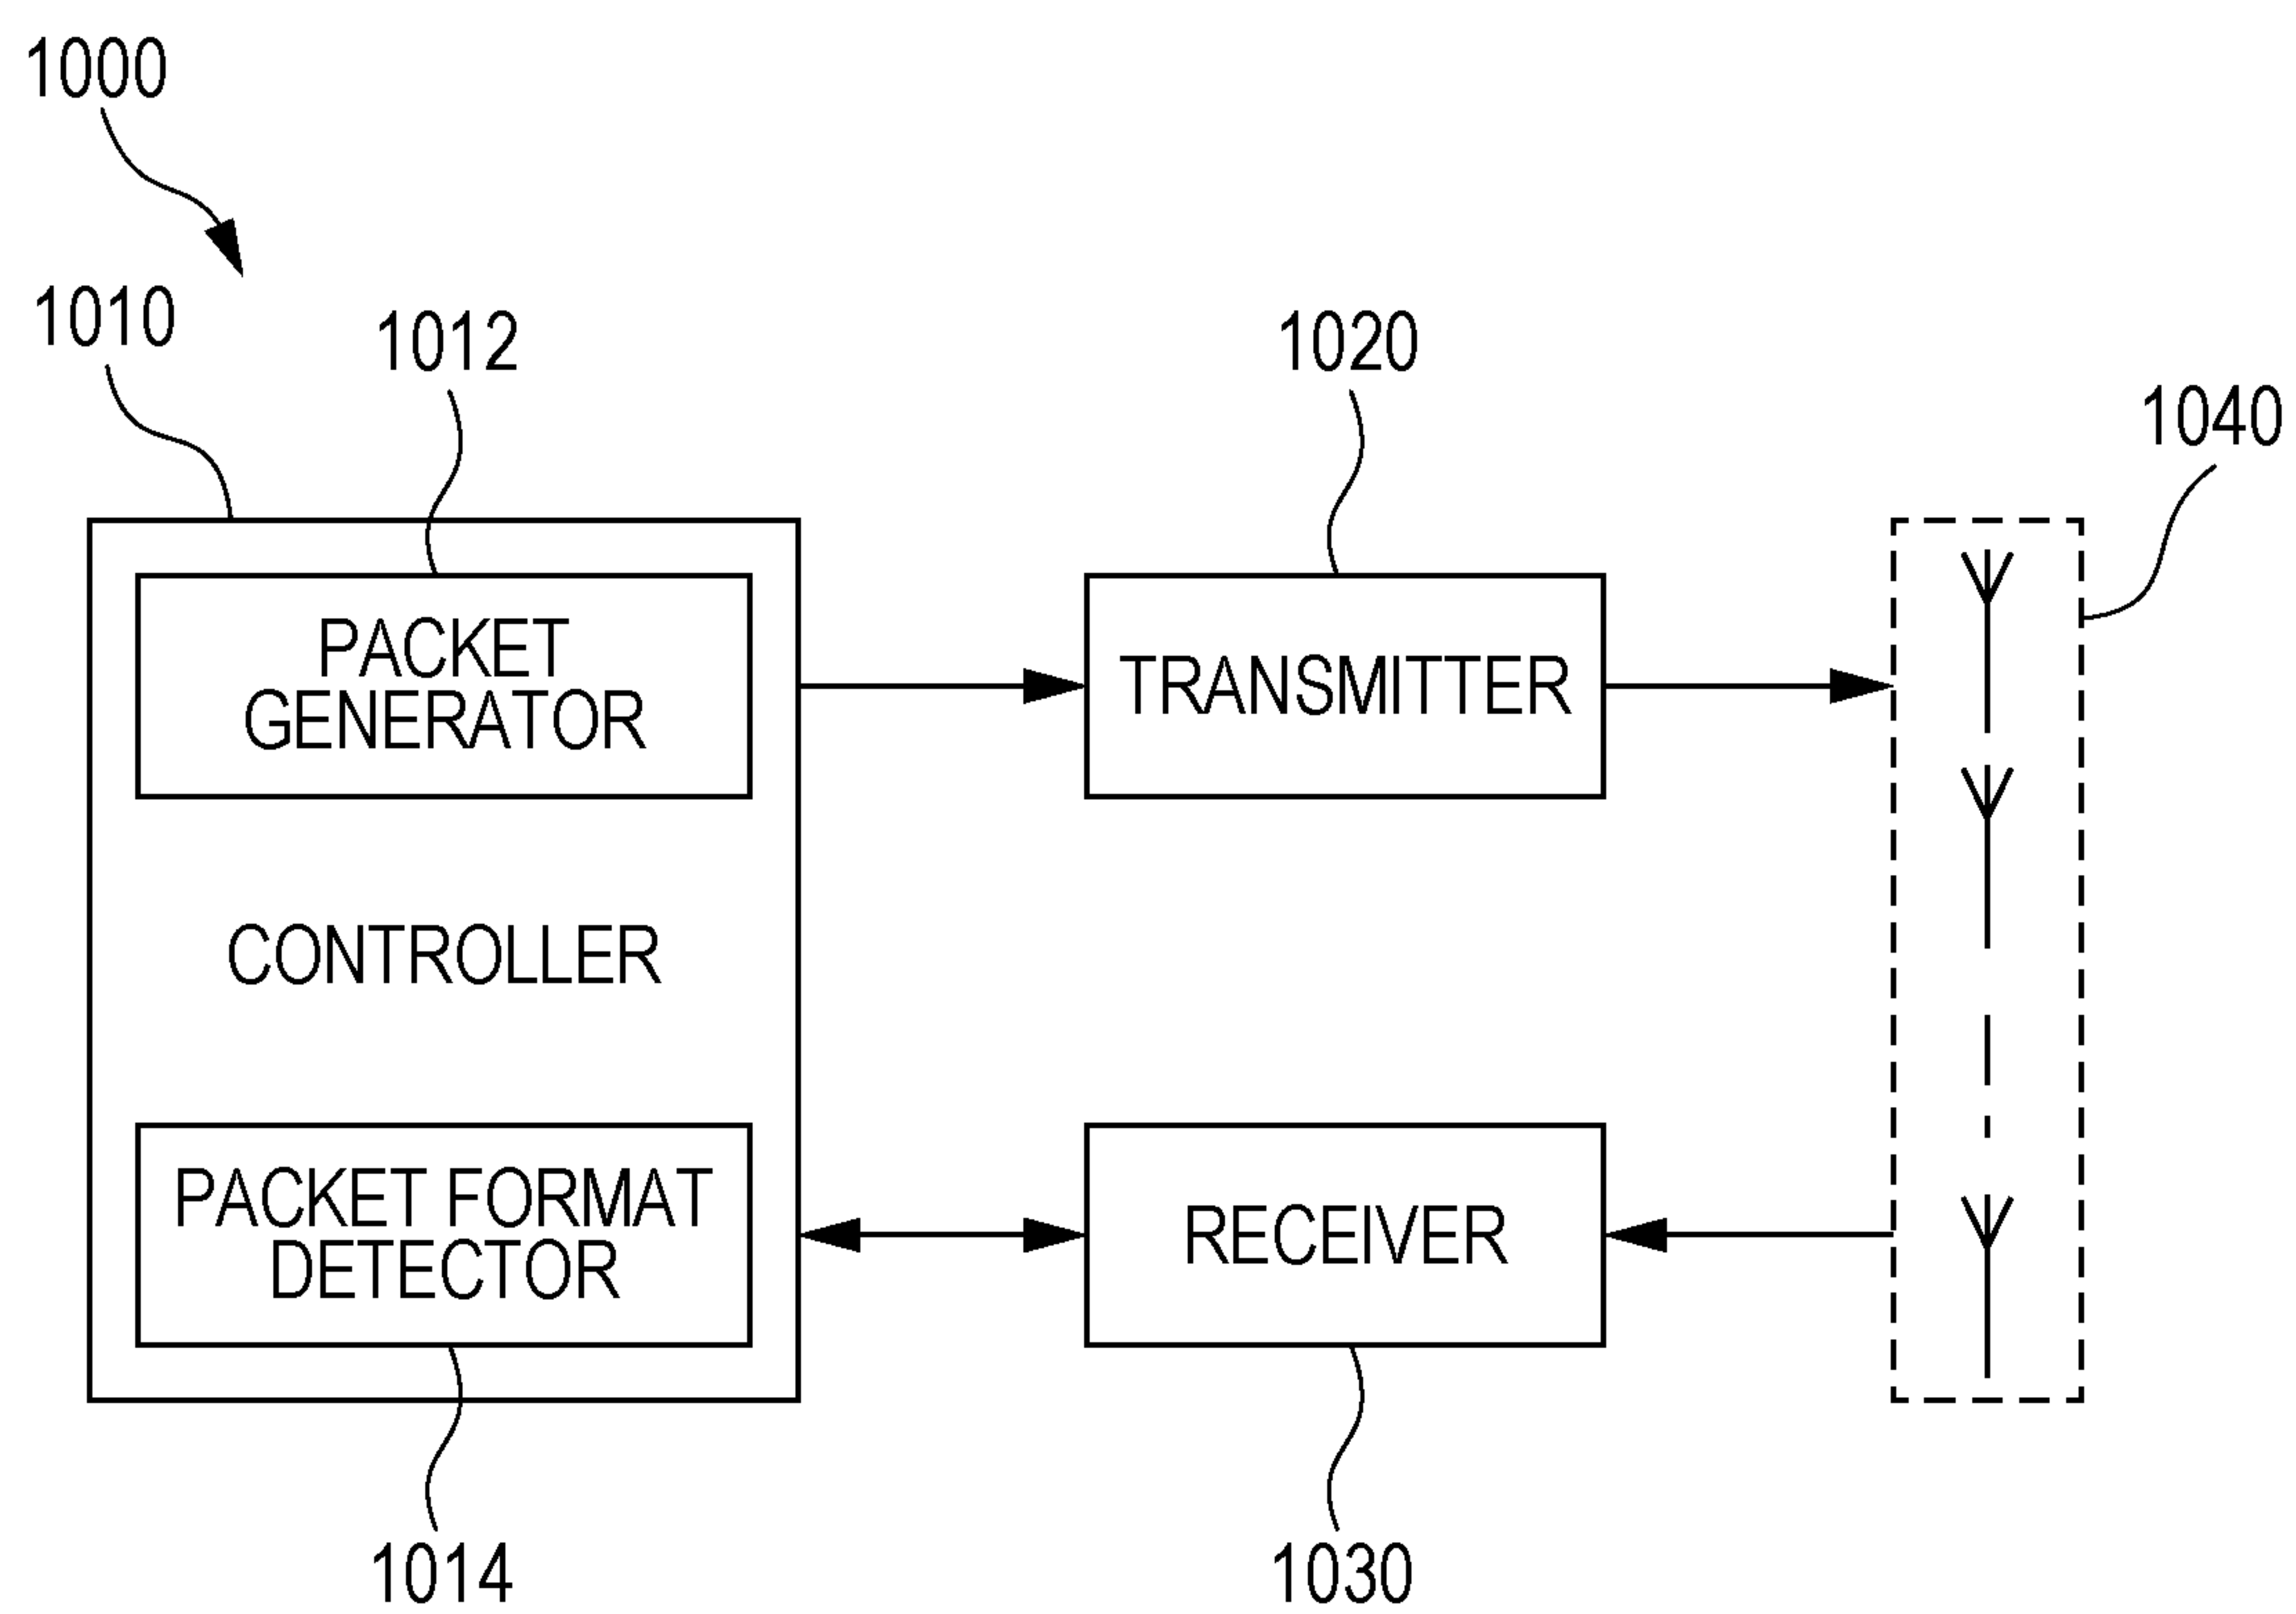 1000
1010
1012
1020
1040
PACKET
GENERATOR
TRANSMITTER
CONTROLLER
PACKET FORMAT
DETECTOR
RECEIVER
1014
1030